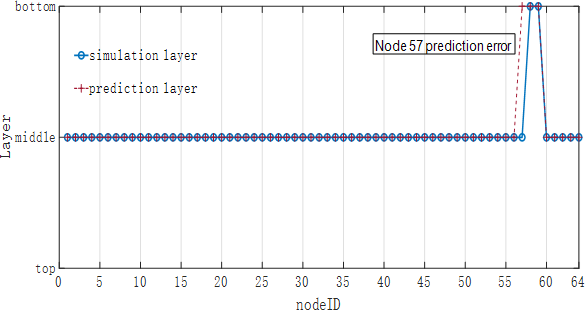 bottom
Node 57 prediction error
simulation layer
prediction layer
Layer
middle
top
0 5 10 15 20 25 30 35 40 45 50 55 60 64
nodeID